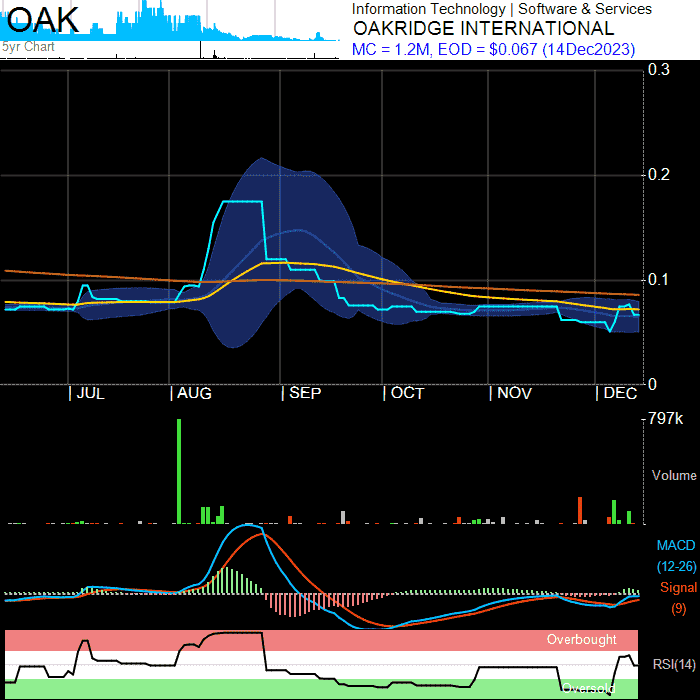 OAK
5yr Chart
Information Technology | Software & Services
OAKRIDGE INTERNATIONAL
MC = 1.2M, EOD = $0.067 (14Dec2023)
0.3
0.2
0.1
0
| JUL | AUG | SEP | OCT | NOV | DEC
797k
Volume
MACD
(12-26)
Signal
(9)
Overbought
RSI(14)
Oversold